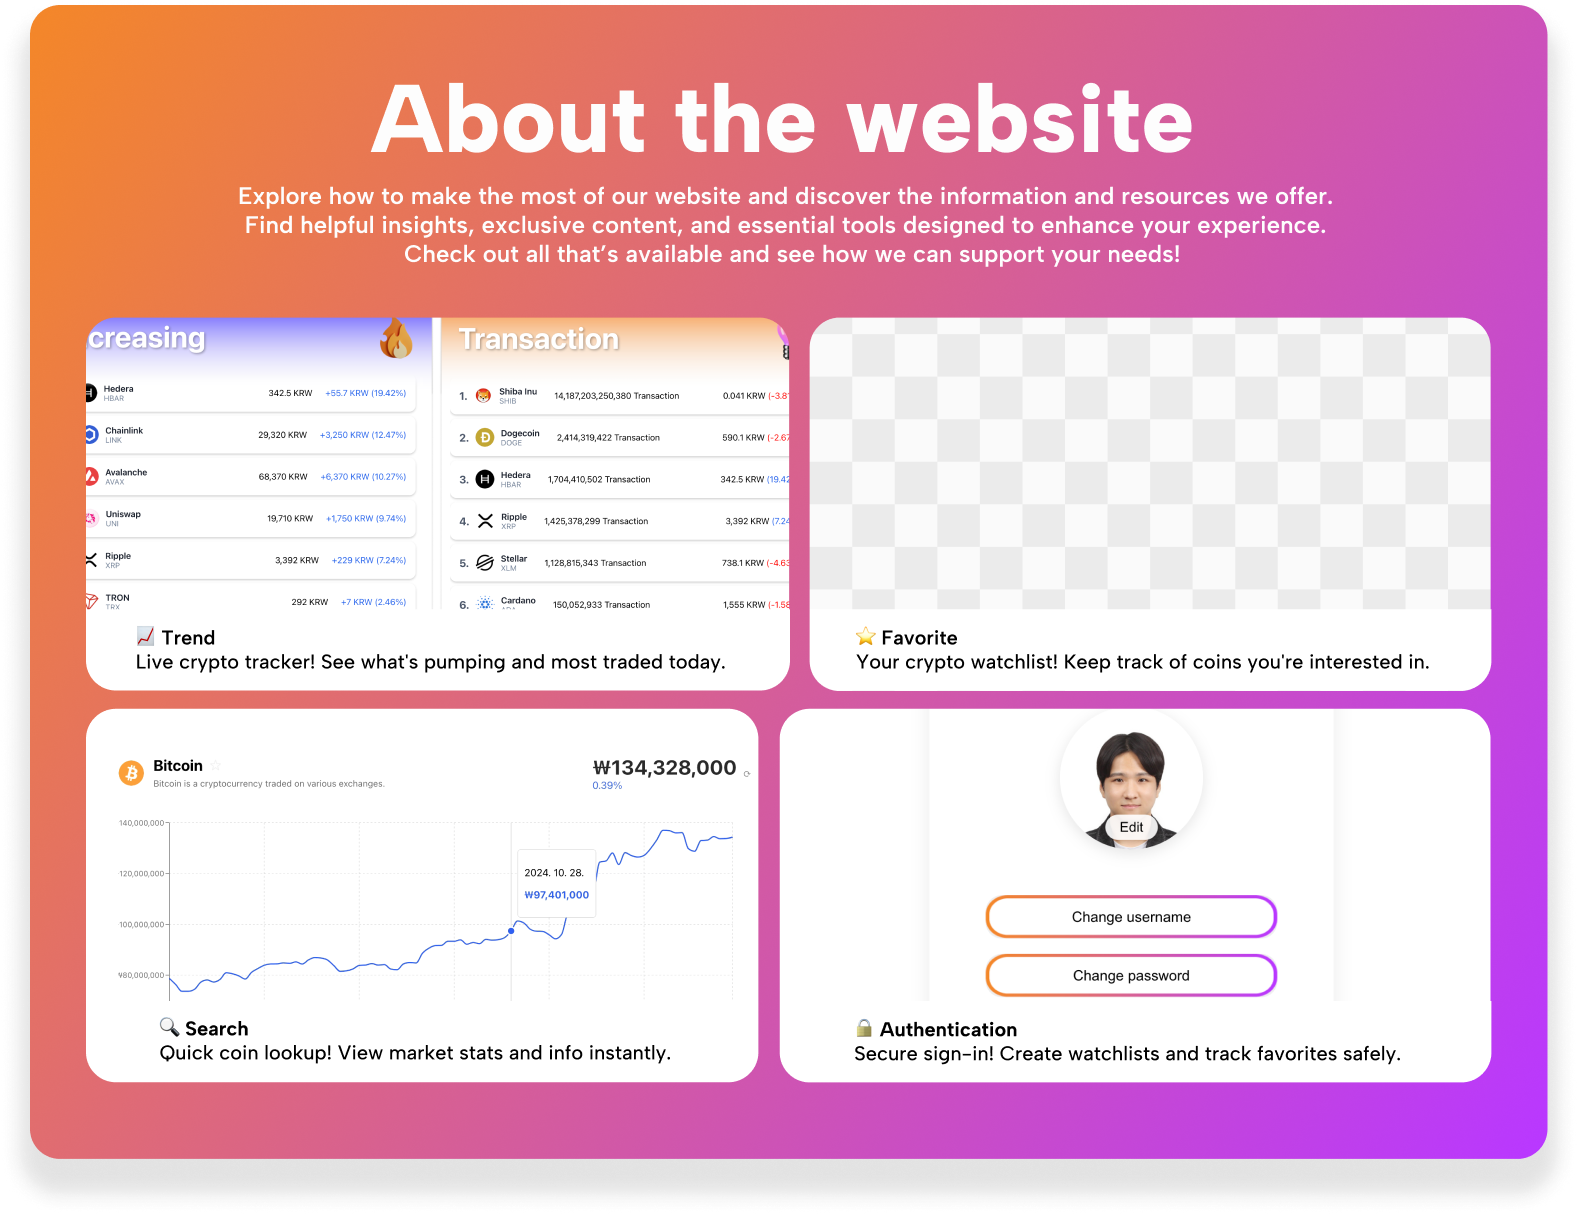 About the website
Explore how to make the most of our website and discover the information and resources we offer.
Find helpful insights, exclusive content, and essential tools designed to enhance your experience.
Check out all that’s available and see how we can support your needs!
creasing
Hedera 342.5 KRW +55.7 KRW (19.42%)
HBAR
Chainlink 29,320 KRW +3,250 KRW (12.47%)
LINK
Avalanche 68,370 KRW +6,370 KRW (10.27%)
AVAX
Uniswap 19,710 KRW +1,750 KRW (9.74%)
UNI
Ripple 3,392 KRW +229 KRW (7.24%)
XRP
TRON 292 KRW +7 KRW (2.46%)
TRX
Transaction
1. Shiba Inu 14,187,203,250,380 Transaction 0.041 KRW (-3.8
SHIB
2. Dogecoin 2,414,319,422 Transaction 590.1 KRW (-2.67
DOGE
3. Hedera 1,704,410,502 Transaction 342.5 KRW (19.42
HBAR
4. Ripple 1,425,378,299 Transaction 3,392 KRW (7.24
XRP
5. Stellar 1,128,815,343 Transaction 738.1 KRW (-4.63
XLM
6. Cardano 150,052,933 Transaction 1,555 KRW (-1.58
📈 Trend
Live crypto tracker! See what's pumping and most traded today.
⭐ Favorite
Your crypto watchlist! Keep track of coins you're interested in.
Bitcoin
Bitcoin is a cryptocurrency traded on various exchanges.
₩134,328,000
0.39%
140,000,000
120,000,000
100,000,000
₩80,000,000
2024. 10. 28.
₩97,401,000
🔍 Search
Quick coin lookup! View market stats and info instantly.
Edit
Change username
Change password
🔒 Authentication
Secure sign-in! Create watchlists and track favorites safely.